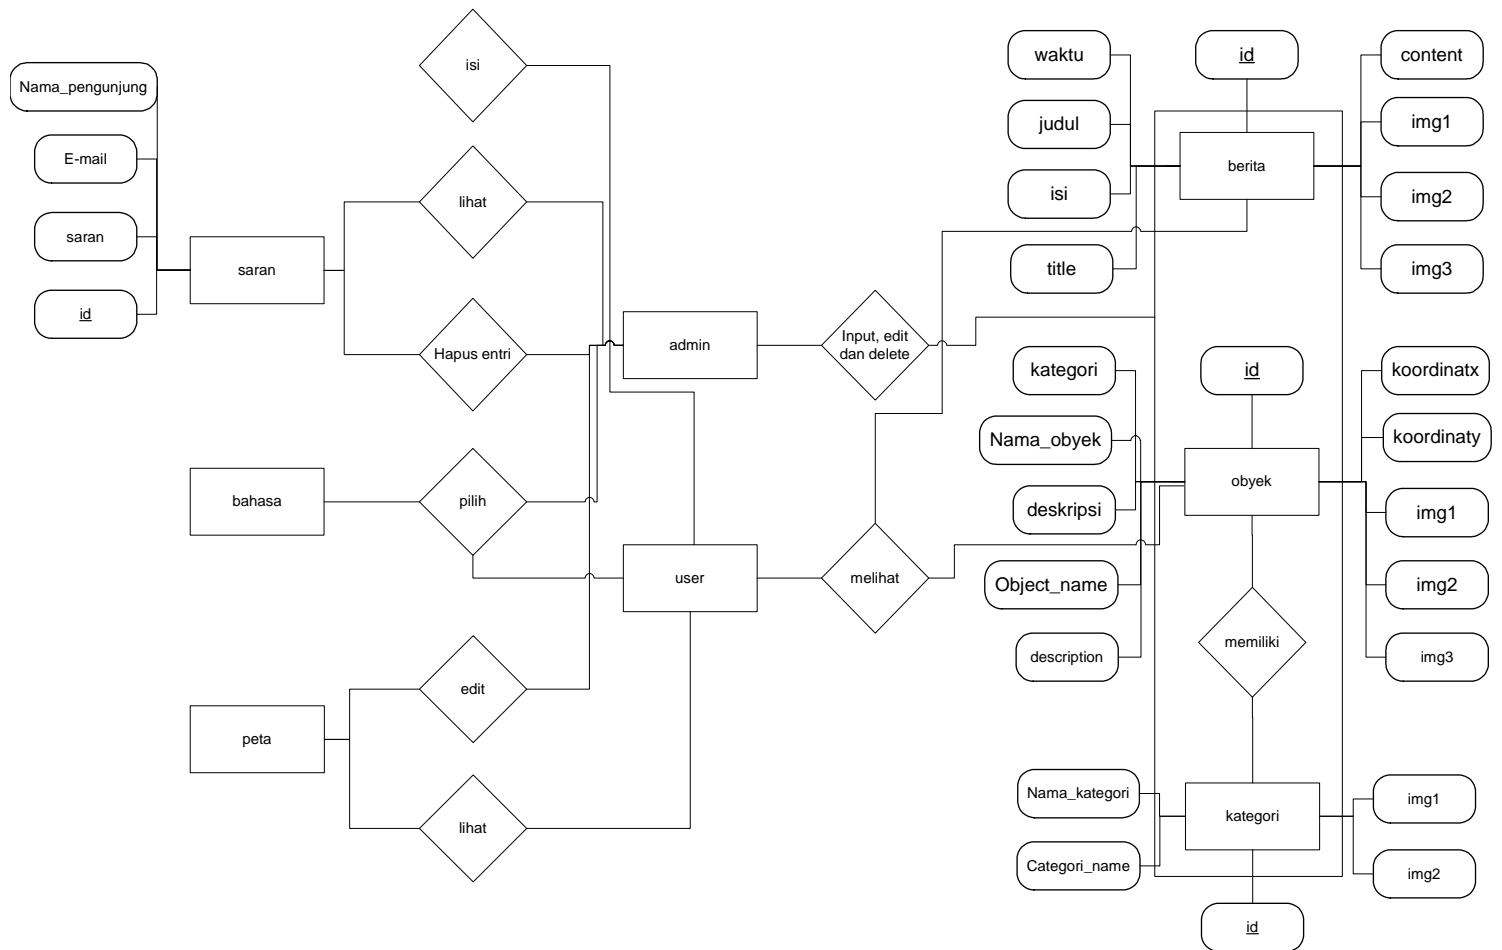 isi
Nama_pengunjung
E-mail
saran
id
saran
lihat
Hapus entri
bahasa
pilih
peta
edit
lihat
admin
user
Input, edit
dan delete
melihat
waktu
judul
isi
title
id
berita
content
img1
img2
img3
kategori
Nama_obyek
deskripsi
Object_name
description
id
obyek
koordinatx
koordinaty
img1
img2
img3
memiliki
Nama_kategori
Categori_name
kategori
img1
img2
id